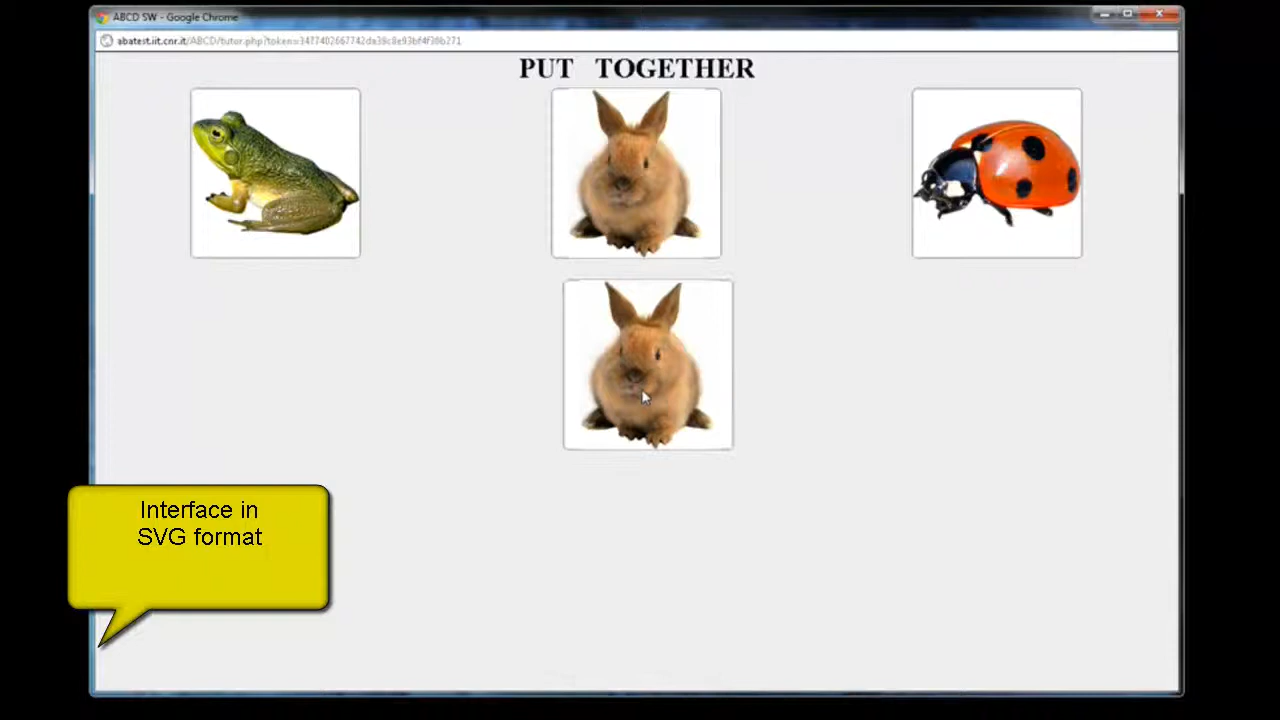 ABCD SW - Google Chrome
PUT TOGETHER
Interface in
SVG format